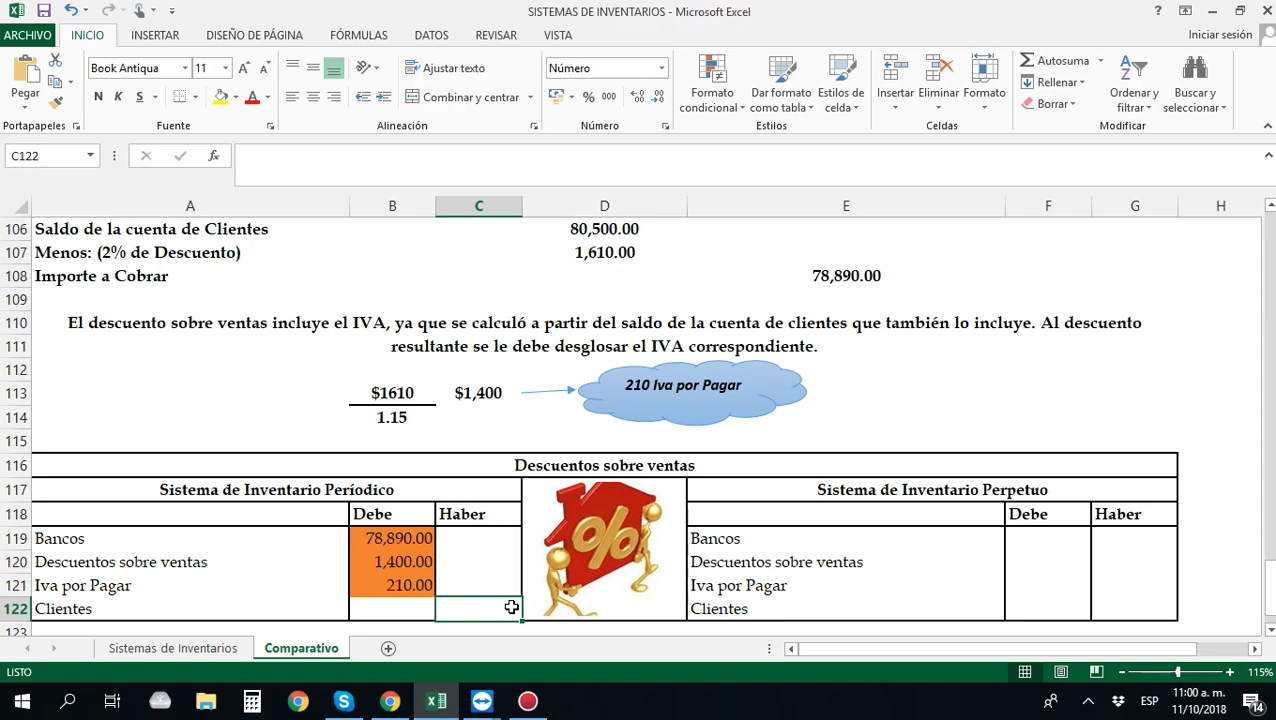 SISTEMAS DE INVENTARIOS - Microsoft Excel
ARCHIVO INICIO INSERTAR DISEÑO DE PÁGINA FÓRMULAS DATOS REVISAR VISTA Iniciar sesión
Pegar
Portapapeles
Book Antiqua 11
N K S
Fuente
Ajustar texto
Combinar y centrar
Alineación
Número
% 000
Número
Formato condicional
Dar formato como tabla
Estilos de celda
Estilos
Insertar Eliminar Formato
Celdas
Autosuma
Rellenar
Borrar
Ordenar y filtrar
Buscar y seleccionar
Modificar
C122 fx
A B C D E F G H
106 Saldo de la cuenta de Clientes 80,500.00
107 Menos: (2% de Descuento) 1,610.00
108 Importe a Cobrar 78,890.00
109
110 El descuento sobre ventas incluye el IVA, ya que se calculó a partir del saldo de la cuenta de clientes que también lo incluye. Al descuento
111 resultante se le debe desglosar el IVA correspondiente.
112
113 $1610 $1,400 210 Iva por Pagar
114 1.15
115
116 Descuentos sobre ventas
117 Sistema de Inventario Períodico Sistema de Inventario Perpetuo
118 Debe Haber Debe Haber
119 Bancos 78,890.00 Bancos
120 Descuentos sobre ventas 1,400.00 Descuentos sobre ventas
121 Iva por Pagar 210.00 Iva por Pagar
122 Clientes Clientes
123
%
Sistemas de Inventarios Comparativo
LISTO 115%
ESP 11:00 a. m. 11/10/2018 14